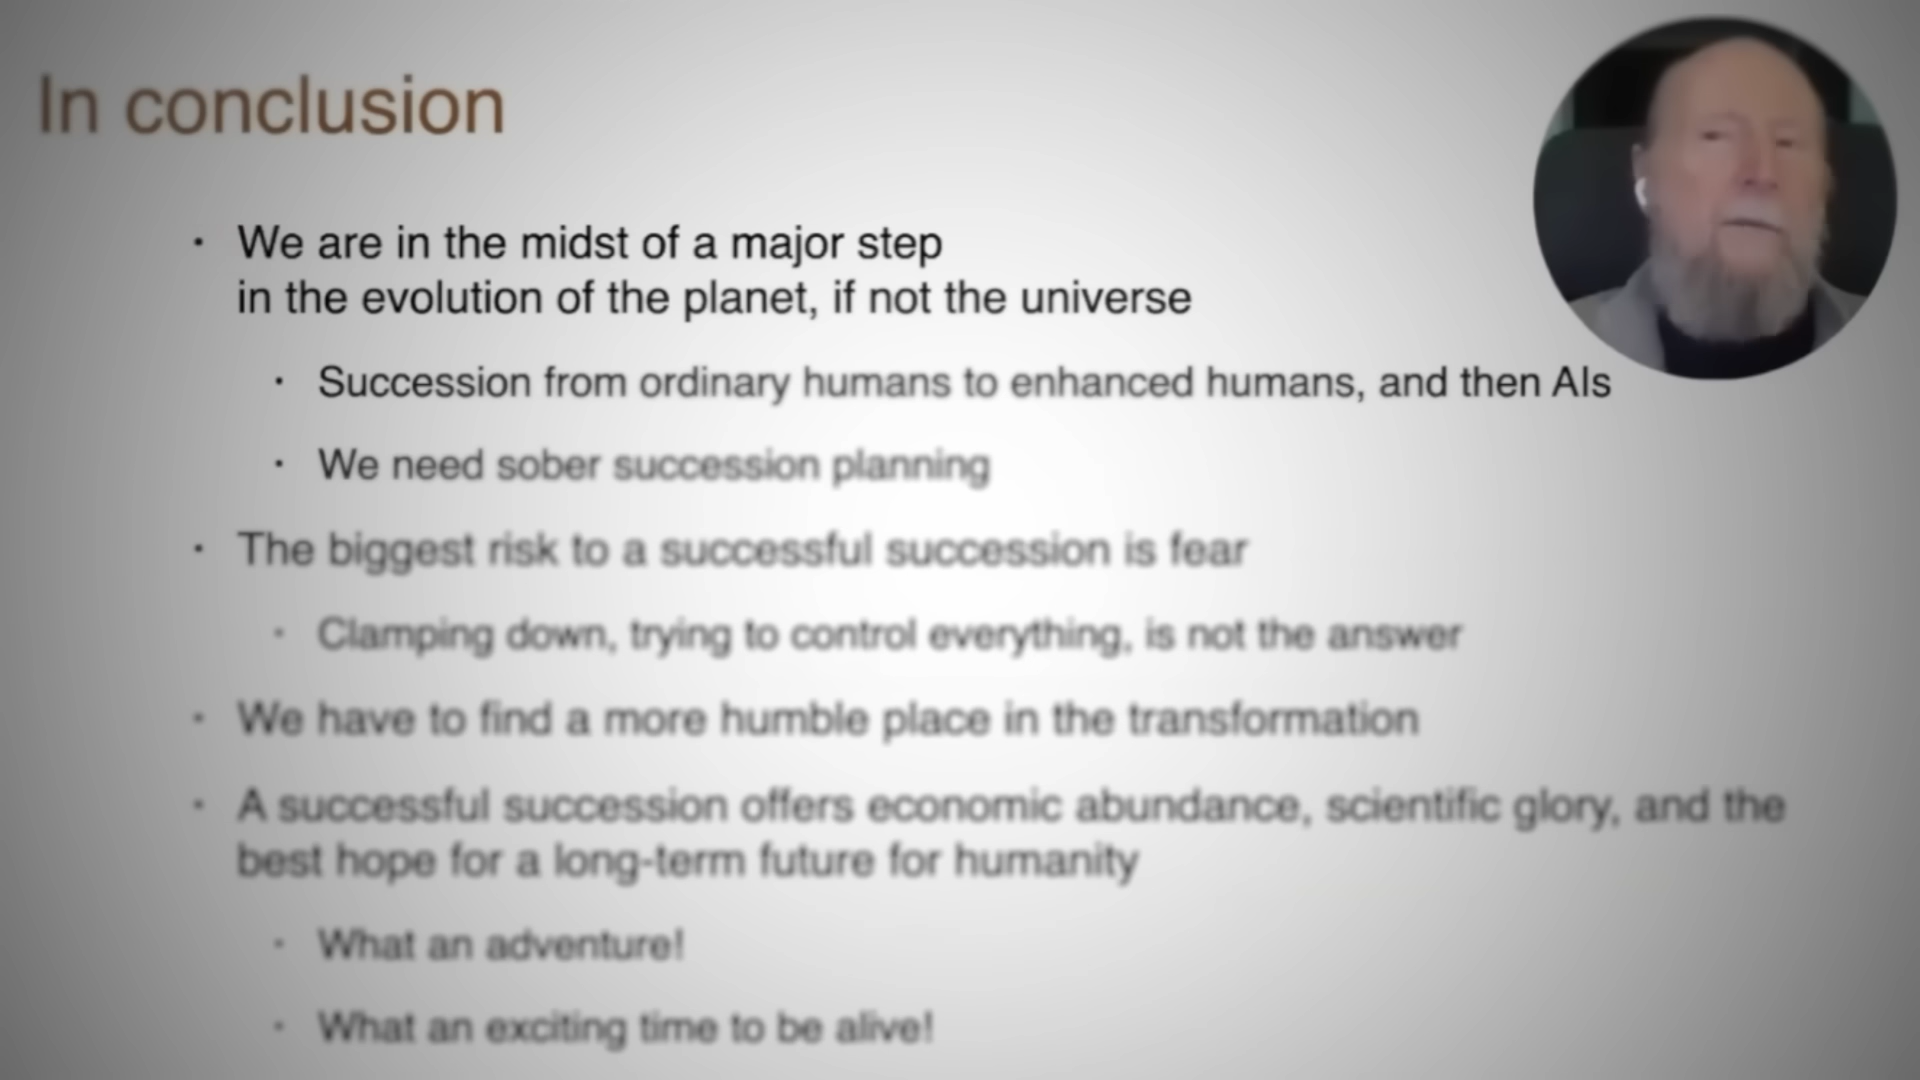 In conclusion
· We are in the midst of a major step
in the evolution of the planet, if not the universe
· Succession from ordinary humans to enhanced humans, and then AIs
· We need sober succession planning
· The biggest risk to a successful succession is fear
· Clamping down, trying to control everything, is not the answer
· We have to find a more humble place in the transformation
· A successful succession offers economic abundance, scientific glory, and the
best hope for a long-term future for humanity
· What an adventure!
· What an exciting time to be alive!